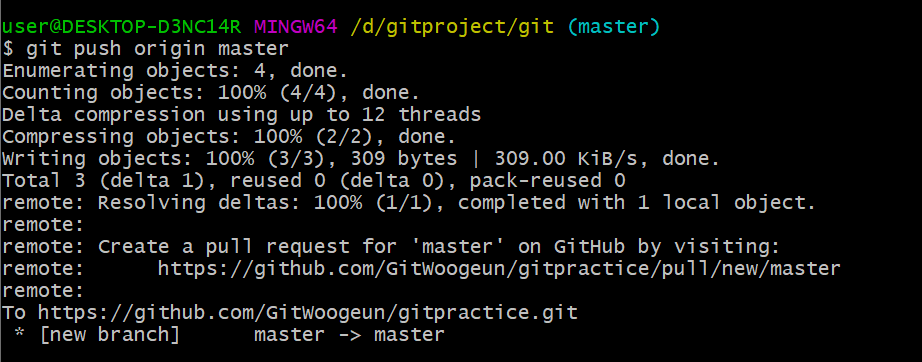 user@DESKTOP-D3NC14R MINGW64 /d/gitproject/git (master)
$ git push origin master
Enumerating objects: 4, done.
Counting objects: 100% (4/4), done.
Delta compression using up to 12 threads
Compressing objects: 100% (2/2), done.
Writing objects: 100% (3/3), 309 bytes | 309.00 KiB/s, done.
Total 3 (delta 1), reused 0 (delta 0), pack-reused 0
remote: Resolving deltas: 100% (1/1), completed with 1 local object.
remote:
remote: Create a pull request for 'master' on GitHub by visiting:
remote:      https://github.com/GitWoogeun/gitpractice/pull/new/master
remote:
To https://github.com/GitWoogeun/gitpractice.git
 * [new branch]      master -> master